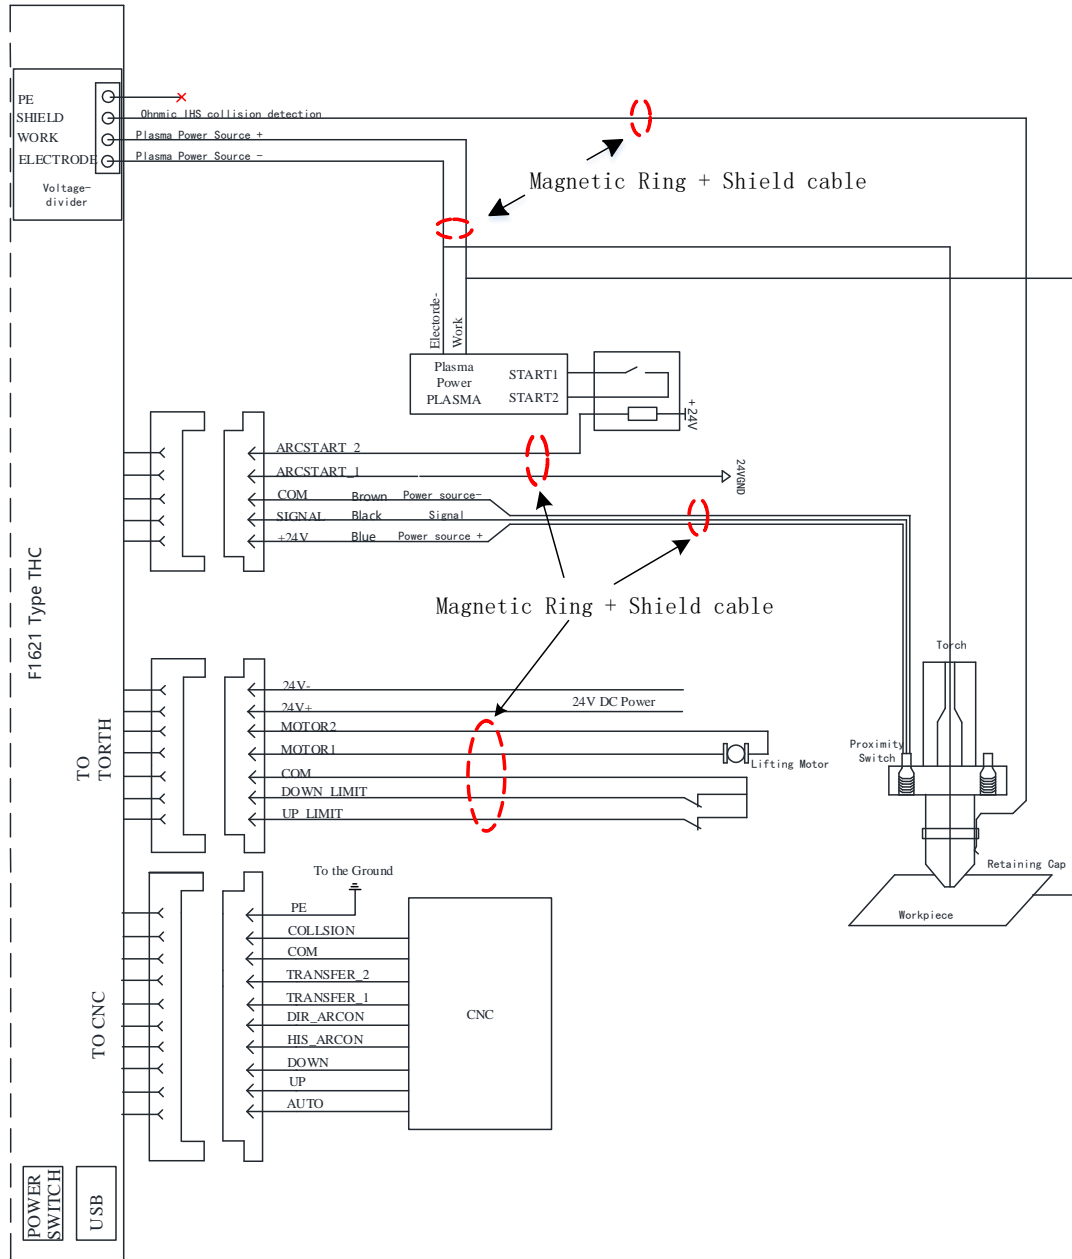 PE
SHIELD
WORK
ELECTRODE
Voltage-
divider
Ohnmic IHS collision detection
Plasma Power Source +
Plasma Power Source -
Magnetic Ring + Shield cable
Electorde-
Work
Plasma
Power
PLASMA
START1
START2
+24V
ARCSTART_2
ARCSTART_1
24VGND
COM Brown Power source-
SIGNAL Black Signal
+24V Blue Power source +
Magnetic Ring + Shield cable
F1621 Type THC
TO
TORTH
24V-
24V+
24V DC Power
MOTOR2
MOTOR1
Lifting Motor
COM
DOWN_LIMIT
UP_LIMIT
Torch
Proximity
Switch
Retaining Cap
Workpiece
To the Ground
TO CNC
PE
COLLSION
COM
TRANSFER_2
TRANSFER_1
DIR_ARCON
HIS_ARCON
DOWN
UP
AUTO
CNC
POWER
SWITCH
USB